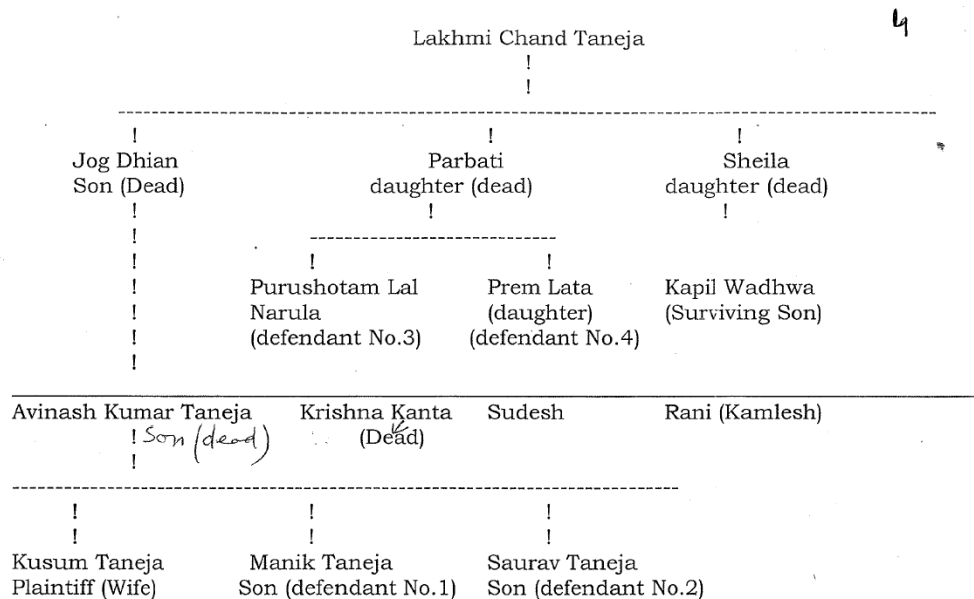 4
Lakhmi Chand Taneja
!
!
--------------------------------------------------------------------------------
! ! !
Jog Dhian Parbati Sheila
Son (Dead) daughter (dead) daughter (dead)
! ! !
! ----------------------------
! ! !
! Purushotam Lal Prem Lata Kapil Wadhwa
! Narula (daughter) (Surviving Son)
! (defendant No.3) (defendant No.4)
!
Avinash Kumar Taneja Krishna Kanta Sudesh Rani (Kamlesh)
! Son (dead) (Dead)
!
--------------------------------------------------------------------------------
! ! !
! ! !
Kusum Taneja Manik Taneja Saurav Taneja
Plaintiff (Wife) Son (defendant No.1) Son (defendant No.2)